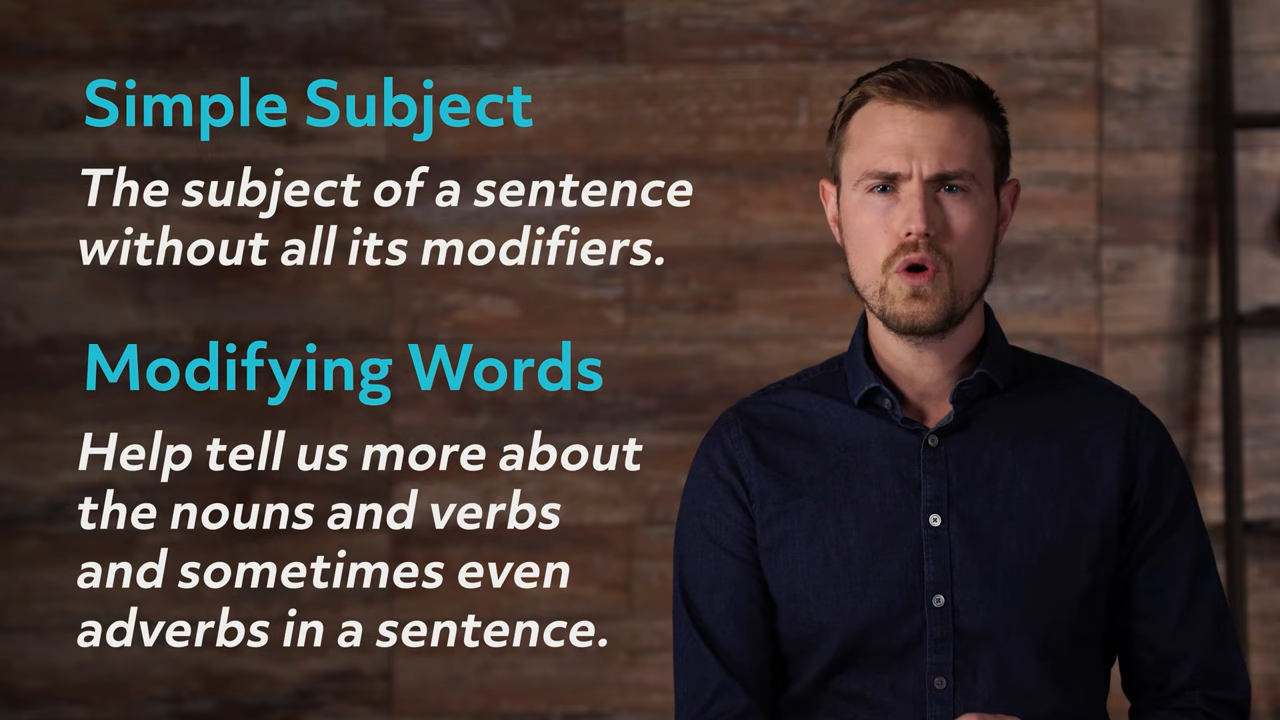 Simple Subject
The subject of a sentence
without all its modifiers.
Modifying Words
Help tell us more about
the nouns and verbs
and sometimes even
adverbs in a sentence.